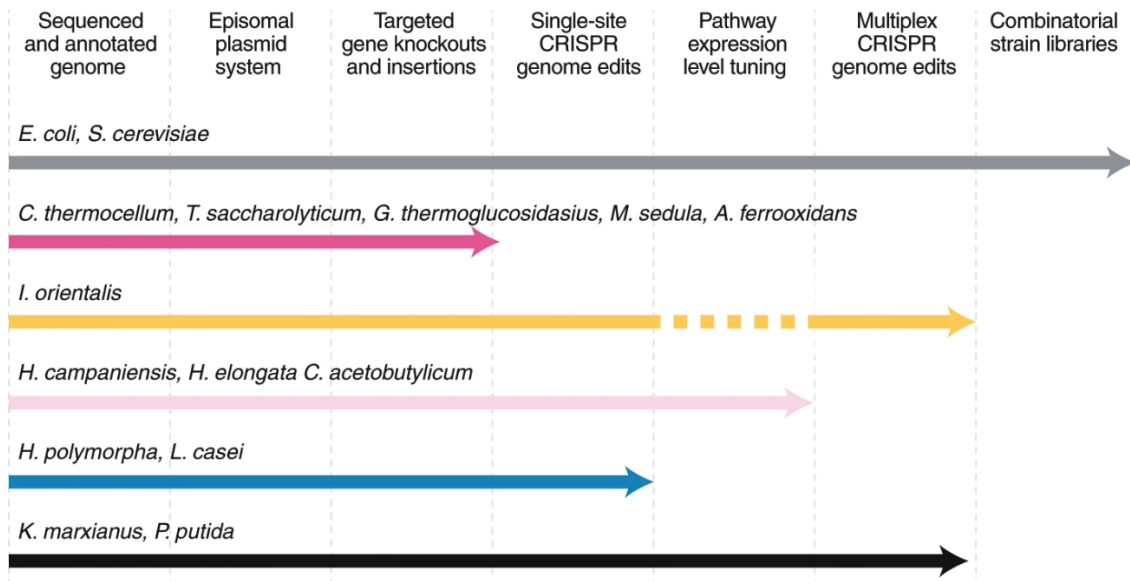 Sequenced
and annotated
genome
Episomal
plasmid
system
Targeted
gene knockouts
and insertions
Single-site
CRISPR
genome edits
Pathway
expression
level tuning
Multiplex
CRISPR
genome edits
Combinatorial
strain libraries
E. coli, S. cerevisiae
C. thermocellum, T. saccharolyticum, G. thermoglucosidasius, M. sedula, A. ferrooxidans
I. orientalis
H. campaniensis, H. elongata C. acetobutylicum
H. polymorpha, L. casei
K. marxianus, P. putida